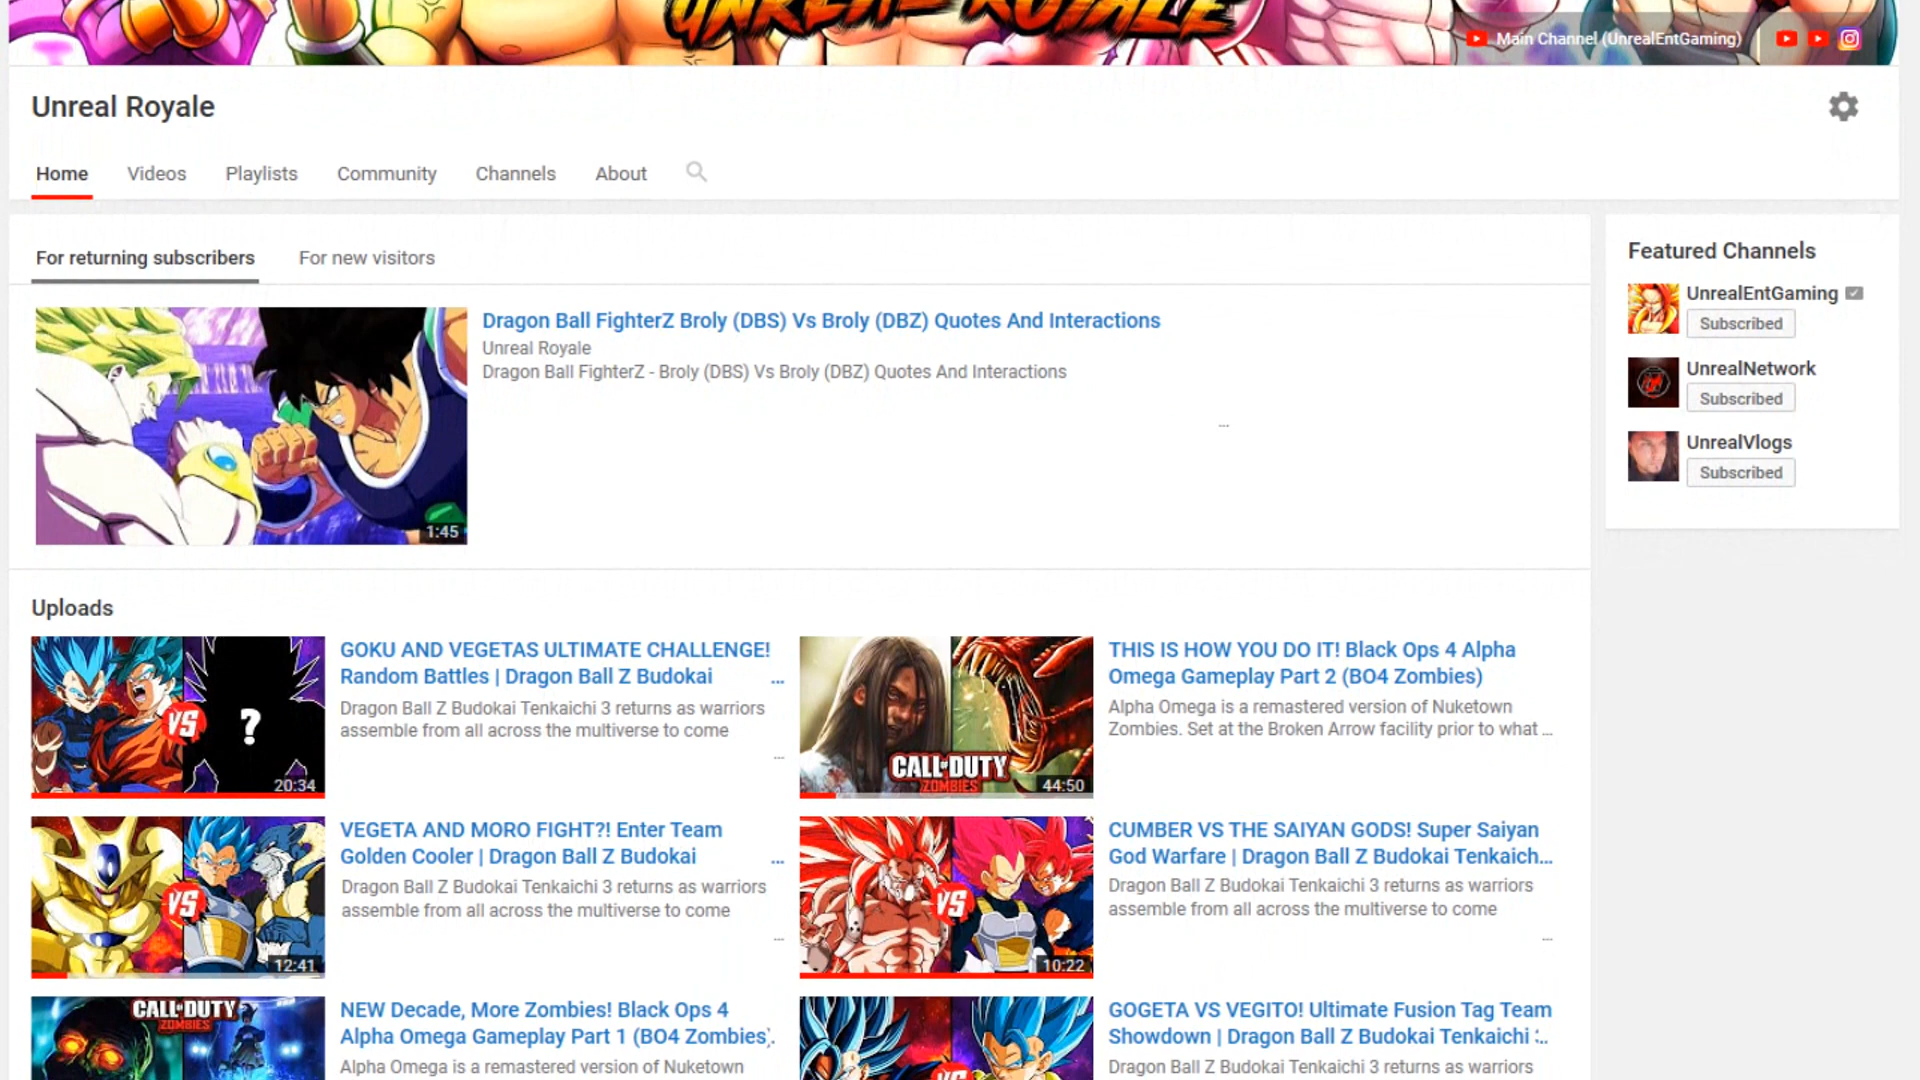 UNREAL ROYALE
Main Channel (UnrealEntGaming)
Unreal Royale
Home
Videos
Playlists
Community
Channels
About
For returning subscribers
For new visitors
Dragon Ball FighterZ Broly (DBS) Vs Broly (DBZ) Quotes And Interactions
Unreal Royale
Dragon Ball FighterZ - Broly (DBS) Vs Broly (DBZ) Quotes And Interactions
...
1:45
Featured Channels
UnrealEntGaming
Subscribed
UnrealNetwork
Subscribed
UnrealVlogs
Subscribed
Uploads
VS
?
20:34
GOKU AND VEGETAS ULTIMATE CHALLENGE!
Random Battles | Dragon Ball Z Budokai ...
Dragon Ball Z Budokai Tenkaichi 3 returns as warriors
assemble from all across the multiverse to come
...
CALL OF DUTY
ZOMBIES
44:50
THIS IS HOW YOU DO IT! Black Ops 4 Alpha
Omega Gameplay Part 2 (BO4 Zombies)
Alpha Omega is a remastered version of Nuketown
Zombies. Set at the Broken Arrow facility prior to what ...
VS
12:41
VEGETA AND MORO FIGHT?! Enter Team
Golden Cooler | Dragon Ball Z Budokai ...
Dragon Ball Z Budokai Tenkaichi 3 returns as warriors
assemble from all across the multiverse to come
...
VS
10:22
CUMBER VS THE SAIYAN GODS! Super Saiyan
God Warfare | Dragon Ball Z Budokai Tenkaich...
Dragon Ball Z Budokai Tenkaichi 3 returns as warriors
assemble from all across the multiverse to come
...
CALL OF DUTY
ZOMBIES
NEW Decade, More Zombies! Black Ops 4
Alpha Omega Gameplay Part 1 (BO4 Zombies).
Alpha Omega is a remastered version of Nuketown
VS
GOGETA VS VEGITO! Ultimate Fusion Tag Team
Showdown | Dragon Ball Z Budokai Tenkaichi ...
Dragon Ball Z Budokai Tenkaichi 3 returns as warriors